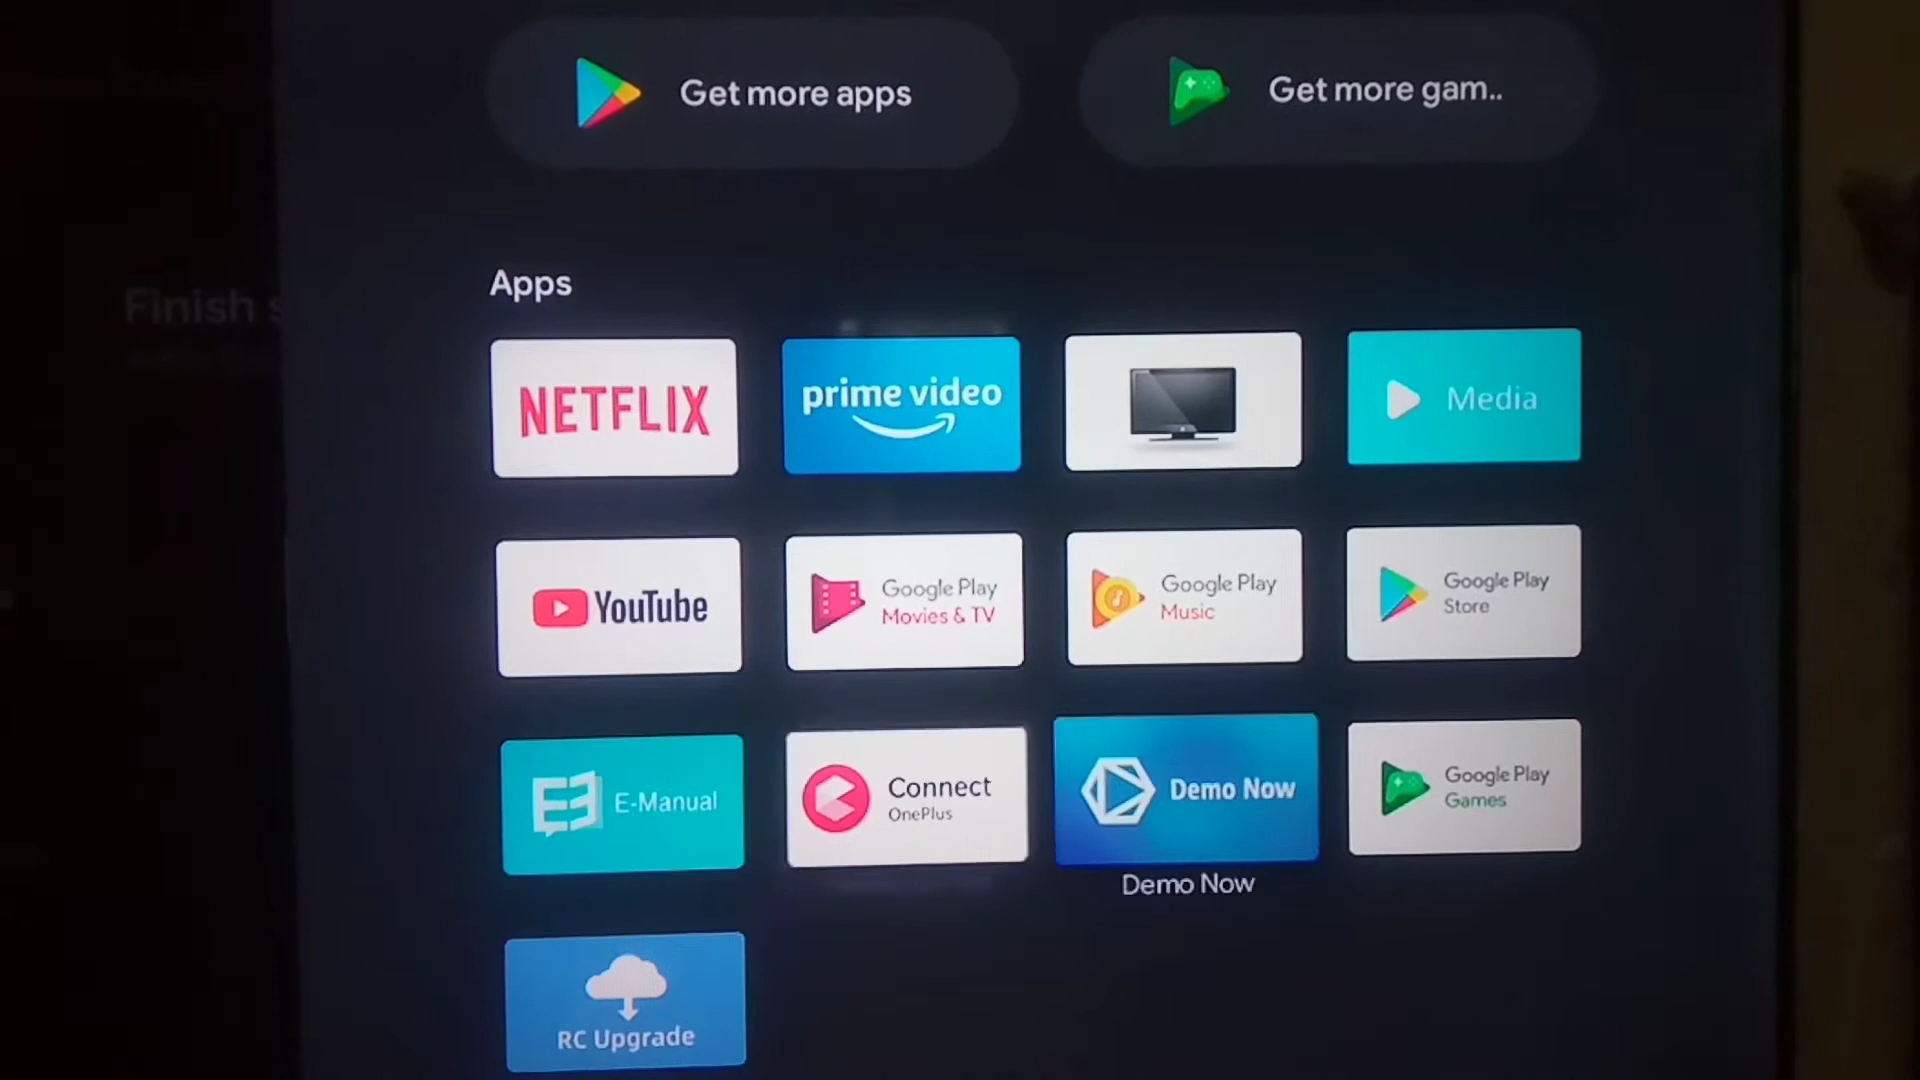 Get more apps
Get more gam..
Finish s
Apps
NETFLIX
prime video
Media
YouTube
Google Play
Movies & TV
Google Play
Music
Google Play
Store
E-Manual
Connect
OnePlus
Demo Now
Google Play
Games
Demo Now
RC Upgrade